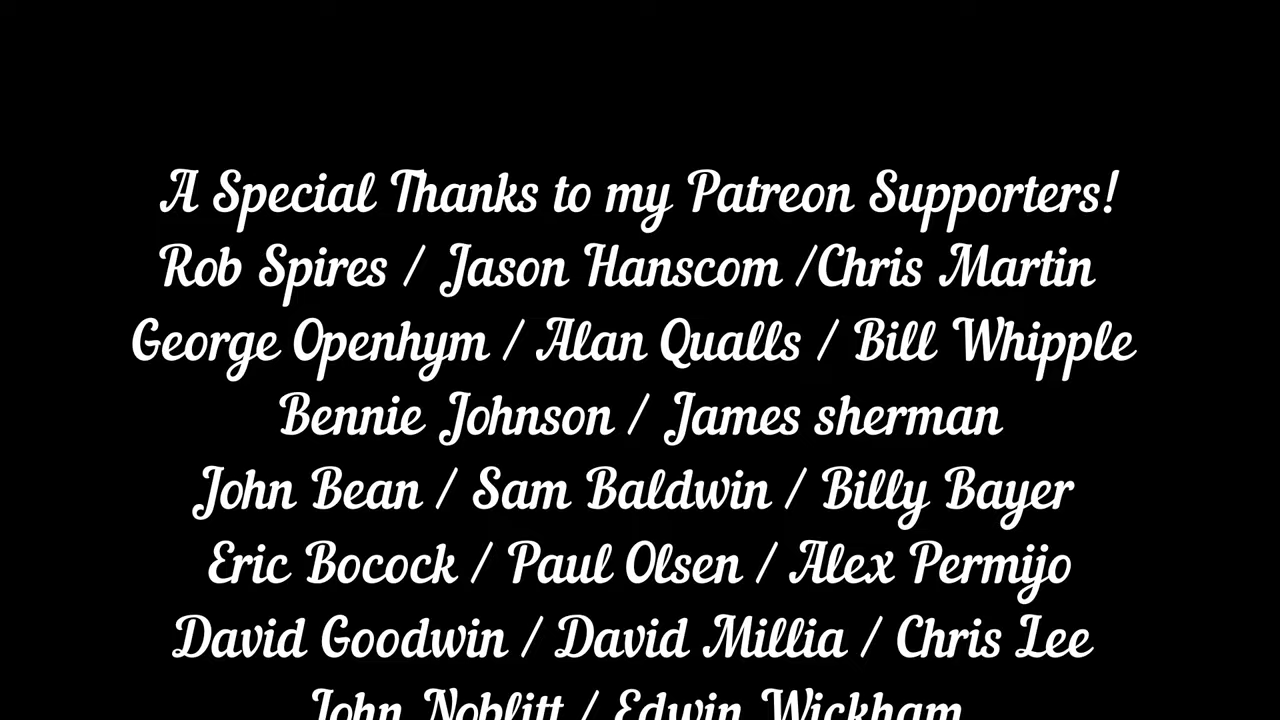 A Special Thanks to my Patreon Supporters!
Rob Spires / Jason Hanscom /Chris Martin
George Openhym / Alan Qualls / Bill Whipple
Bennie Johnson / James sherman
John Bean / Sam Baldwin / Billy Bayer
Eric Bocock / Paul Olsen / Alex Permijo
David Goodwin / David Millia / Chris Lee
John Noblitt / Edwin Wickham